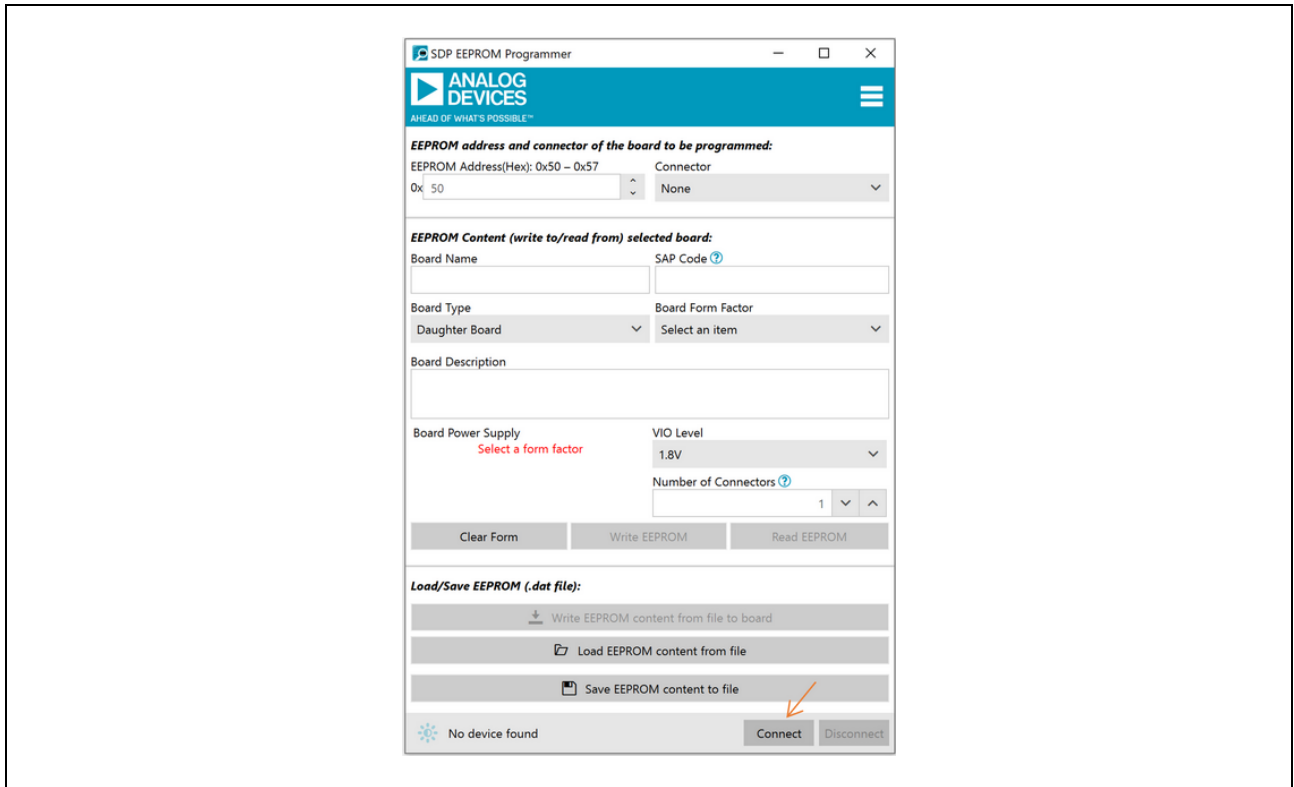 SDP EEPROM Programmer
ANALOG
DEVICES
AHEAD OF WHAT'S POSSIBLE™
EEPROM address and connector of the board to be programmed:
EEPROM Address(Hex): 0x50 – 0x57
Connector
0x 50
None
EEPROM Content (write to/read from) selected board:
Board Name
SAP Code ?
Board Type
Board Form Factor
Daughter Board
Select an item
Board Description
Board Power Supply
VIO Level
Select a form factor
1.8V
Number of Connectors ?
1
Clear Form
Write EEPROM
Read EEPROM
Load/Save EEPROM (.dat file):
Write EEPROM content from file to board
Load EEPROM content from file
Save EEPROM content to file
No device found
Connect
Disconnect